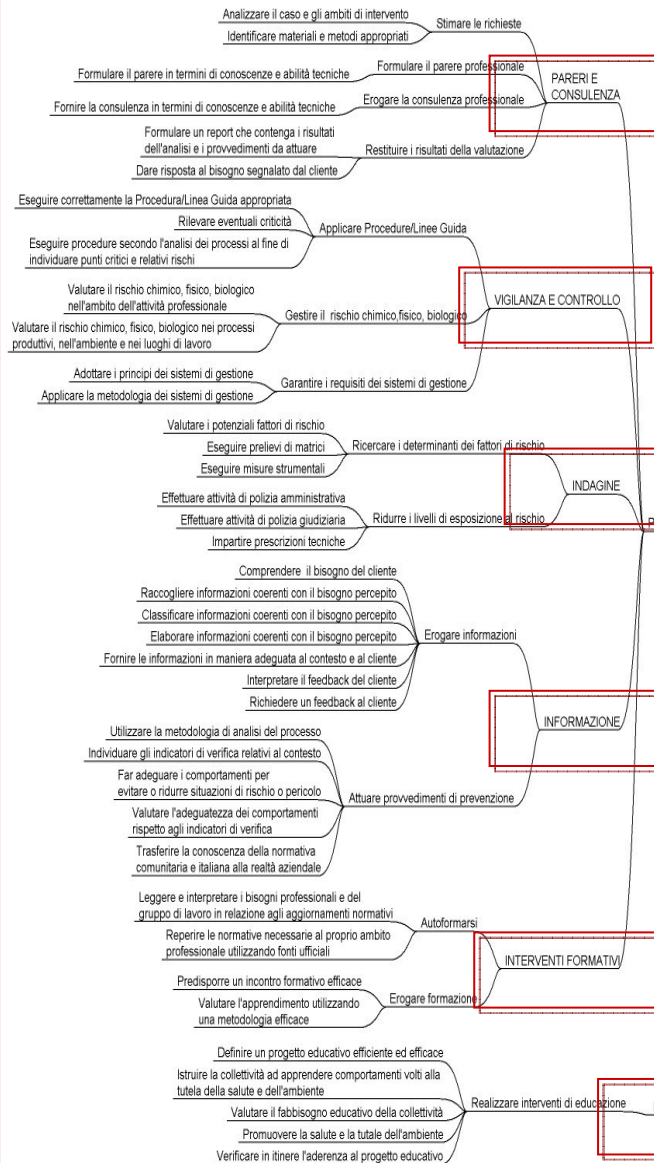 Analizzare il caso e gli ambiti di intervento
Identificare materiali e metodi appropriati
Stimare le richieste
Formulare il parere in termini di conoscenze e abilità tecniche
Formulare il parere professionale
Fornire la consulenza in termini di conoscenze e abilità tecniche
Erogare la consulenza professionale
Formulare un report che contenga i risultati
dell'analisi e i provvedimenti da attuare
Dare risposta al bisogno segnalato dal cliente
Restituire i risultati della valutazione
PARERI E
CONSULENZA
Eseguire correttamente la Procedura/Linea Guida appropriata
Rilevare eventuali criticità
Eseguire procedure secondo l'analisi dei processi al fine di
individuare punti critici e relativi rischi
Applicare Procedure/Linee Guida
Valutare il rischio chimico, fisico, biologico
nell'ambito dell'attività professionale
Valutare il rischio chimico, fisico, biologico nei processi
produttivi, nell'ambiente e nei luoghi di lavoro
Gestire il rischio chimico,fisico, biologico
Adottare i principi dei sistemi di gestione
Applicare la metodologia dei sistemi di gestione
Garantire i requisiti dei sistemi di gestione
VIGILANZA E CONTROLLO
Valutare i potenziali fattori di rischio
Eseguire prelievi di matrici
Eseguire misure strumentali
Ricercare i determinanti dei fattori di rischio
Effettuare attività di polizia amministrativa
Effettuare attività di polizia giudiziaria
Impartire prescrizioni tecniche
Ridurre i livelli di esposizione al rischio
INDAGINE
Comprendere il bisogno del cliente
Raccogliere informazioni coerenti con il bisogno percepito
Classificare informazioni coerenti con il bisogno percepito
Elaborare informazioni coerenti con il bisogno percepito
Fornire le informazioni in maniera adeguata al contesto e al cliente
Interpretare il feedback del cliente
Richiedere un feedback al cliente
Erogare informazioni
Utilizzare la metodologia di analisi del processo
Individuare gli indicatori di verifica relativi al contesto
Far adeguare i comportamenti per
evitare o ridurre situazioni di rischio o pericolo
Valutare l'adeguatezza dei comportamenti
rispetto agli indicatori di verifica
Trasferire la conoscenza della normativa
comunitaria e italiana alla realtà aziendale
Attuare provvedimenti di prevenzione
INFORMAZIONE
Leggere e interpretare i bisogni professionali e del
gruppo di lavoro in relazione agli aggiornamenti normativi
Reperire le normative necessarie al proprio ambito
professionale utilizzando fonti ufficiali
Autoformarsi
Predisporre un incontro formativo efficace
Valutare l'apprendimento utilizzando
una metodologia efficace
Erogare formazione
INTERVENTI FORMATIVI
Definire un progetto educativo efficiente ed efficace
Istruire la collettività ad apprendere comportamenti volti alla
tutela della salute e dell'ambiente
Valutare il fabbisogno educativo della collettività
Promuovere la salute e la tutale dell'ambiente
Verificare in itinere l'aderenza al progetto educativo
Realizzare interventi di educazione